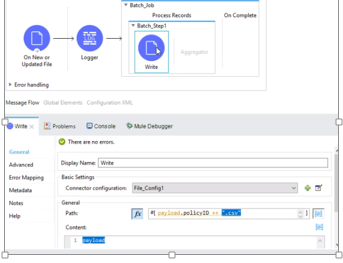 Batch_Job
Process Records
On Complete
Batch_Step1
On New or
Updated File
Logger
Write
Aggregator
Error handling
Message Flow Global Elements Configuration XML
Write
Problems
Console
Mule Debugger
There are no errors.
General
Advanced
Error Mapping
Metadata
Notes
Help
Display Name: Write
Basic Settings
Connector configuration: File_Config1
General
Path: fx #[ payload.policyID ++ ".csv" ]
Content:
1 payload